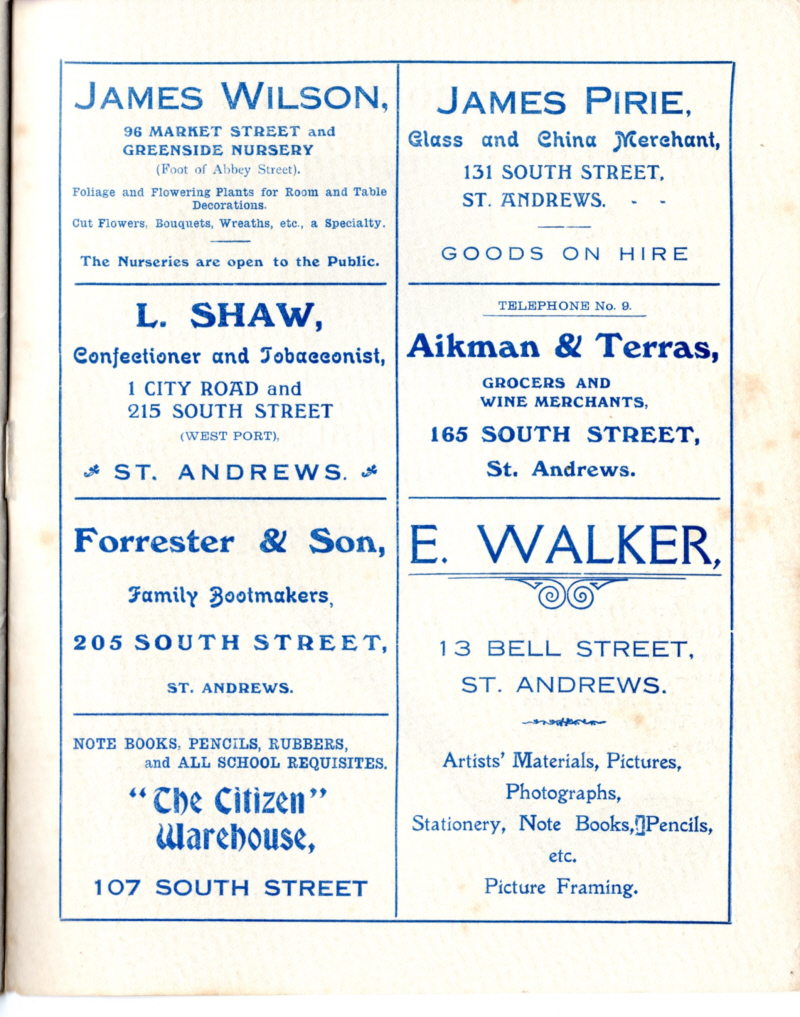 JAMES WILSON,
96 MARKET STREET and
GREENSIDE NURSERY
(Foot of Abbey Street).
Foliage and Flowering Plants for Room and Table
Decorations.
Cut Flowers, Bouquets, Wreaths, etc., a Specialty.
The Nurseries are open to the Public.
L. SHAW,
Confectioner and Tobacconist,
1 CITY ROAD and
215 SOUTH STREET
(WEST PORT),
ST. ANDREWS.
Forrester & Son,
Family Bootmakers,
205 SOUTH STREET,
ST. ANDREWS.
NOTE BOOKS, PENCILS, RUBBERS,
and ALL SCHOOL REQUISITES.
"The Citizen"
Warehouse,
107 SOUTH STREET
JAMES PIRIE,
Glass and China Merchant,
131 SOUTH STREET,
ST. ANDREWS. - -
GOODS ON HIRE
TELEPHONE No. 9.
Aikman & Terras,
GROCERS AND
WINE MERCHANTS,
165 SOUTH STREET,
St. Andrews.
E. WALKER,
13 BELL STREET,
ST. ANDREWS.
Artists' Materials, Pictures,
Photographs,
Stationery, Note Books, Pencils,
etc.
Picture Framing.